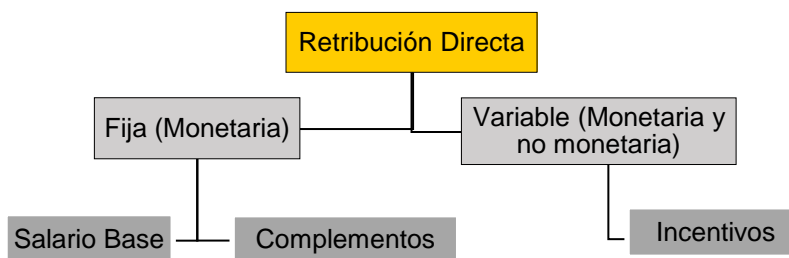 Retribución Directa
Fija (Monetaria)
Variable (Monetaria y
no monetaria)
Salario Base
Complementos
Incentivos